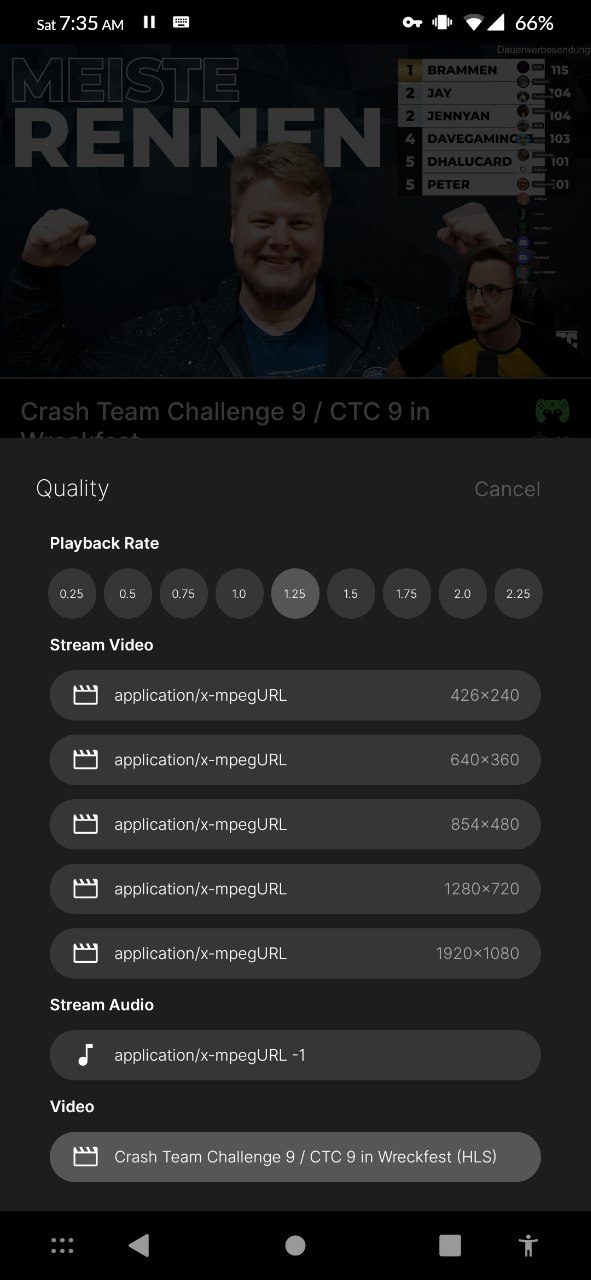 Sat 7:35 AM
66%
Dauerwerbesendung
MEISTE
RENNEN
1 BRAMMEN 115
2 JAY 104
2 JENNYAN 104
4 DAVEGAMING 103
5 DHALUCARD 101
5 PETER 101
Crash Team Challenge 9 / CTC 9 in
Wreckfest
Quality
Cancel
Playback Rate
0.25 0.5 0.75 1.0 1.25 1.5 1.75 2.0 2.25
Stream Video
application/x-mpegURL 426×240
application/x-mpegURL 640×360
application/x-mpegURL 854×480
application/x-mpegURL 1280×720
application/x-mpegURL 1920×1080
Stream Audio
application/x-mpegURL -1
Video
Crash Team Challenge 9 / CTC 9 in Wreckfest (HLS)